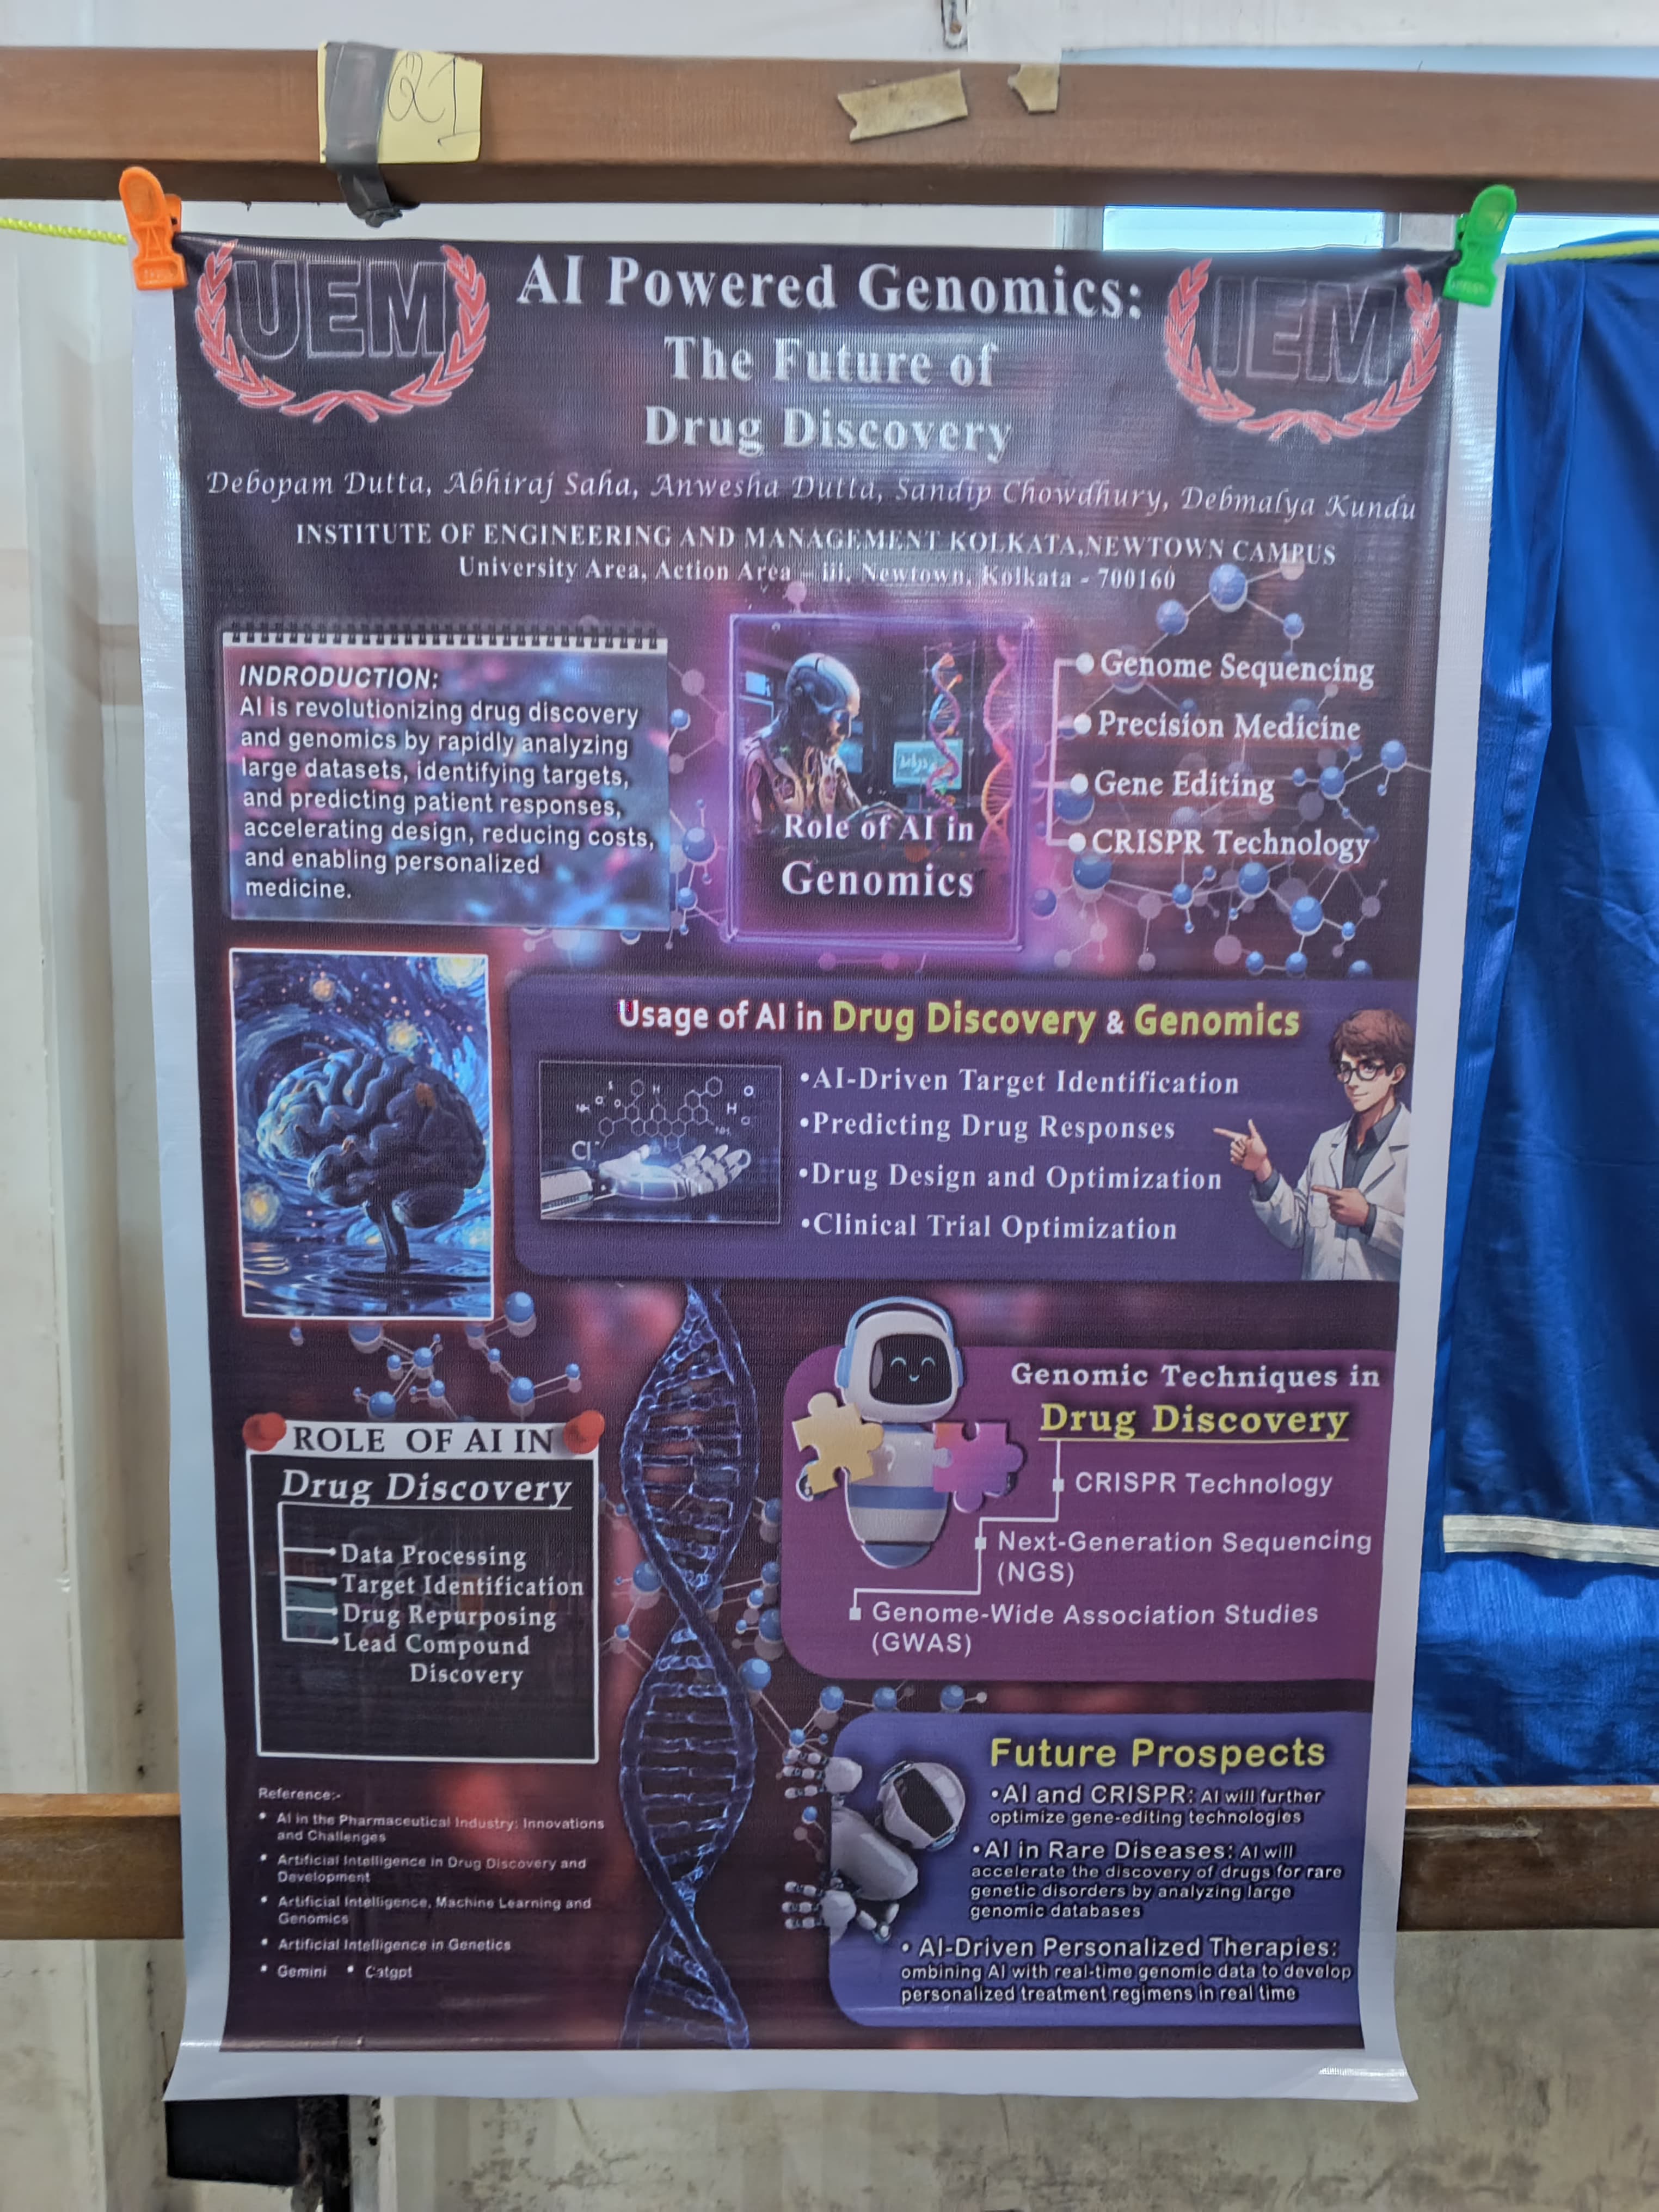 Q1
UEM
IEM
AI Powered Genomics:
The Future of
Drug Discovery
Debopam Dutta, Abhiraj Saha, Anwesha Dutta, Sandip Chowdhury, Debmalya Kundu
INSTITUTE OF ENGINEERING AND MANAGEMENT KOLKATA,NEWTOWN CAMPUS
University Area, Action Area - iii, Newtown, Kolkata - 700160
INDRODUCTION:
AI is revolutionizing drug discovery
and genomics by rapidly analyzing
large datasets, identifying targets,
and predicting patient responses,
accelerating design, reducing costs,
and enabling personalized
medicine.
Role of AI in
Genomics
Genome Sequencing
Precision Medicine
Gene Editing
CRISPR Technology
Usage of AI in Drug Discovery & Genomics
•AI-Driven Target Identification
•Predicting Drug Responses
•Drug Design and Optimization
•Clinical Trial Optimization
Cl
H
H
ROLE OF AI IN
Drug Discovery
Data Processing
Target Identification
Drug Repurposing
Lead Compound
Discovery
Genomic Techniques in
Drug Discovery
CRISPR Technology
Next-Generation Sequencing
(NGS)
Genome-Wide Association Studies
(GWAS)
Reference:-
• AI in the Pharmaceutical Industry: Innovations
and Challenges
• Artificial Intelligence in Drug Discovery and
Development
• Artificial Intelligence, Machine Learning and
Genomics
• Artificial Intelligence in Genetics
• Gemini • Catgpt
Future Prospects
•AI and CRISPR: AI will further
optimize gene-editing technologies
•AI in Rare Diseases: AI will
accelerate the discovery of drugs for rare
genetic disorders by analyzing large
genomic databases
• AI-Driven Personalized Therapies:
ombining AI with real-time genomic data to develop
personalized treatment regimens in real time